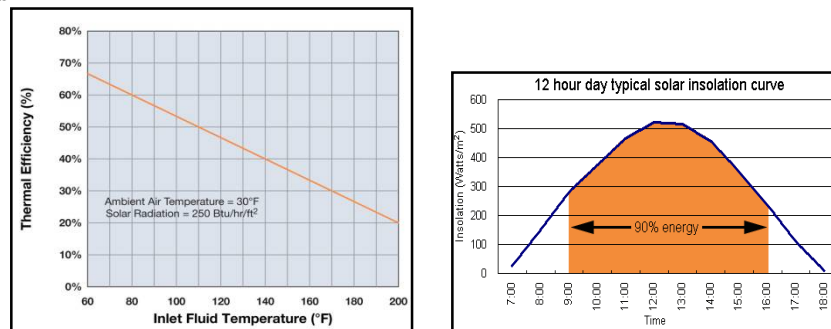 80%
70%
60%
50%
40%
30%
20%
10%
0%
Thermal Efficiency (%)
Ambient Air Temperature = 30°F
Solar Radiation = 250 Btu/hr/ft²
60 80 100 120 140 160 180 200
Inlet Fluid Temperature (°F)
12 hour day typical solar insolation curve
600
500
400
300
200
100
0
Insolation (Watts/m²)
90% energy
7:00 8:00 9:00 10:00 11:00 12:00 13:00 14:00 15:00 16:00 17:00 18:00
Time